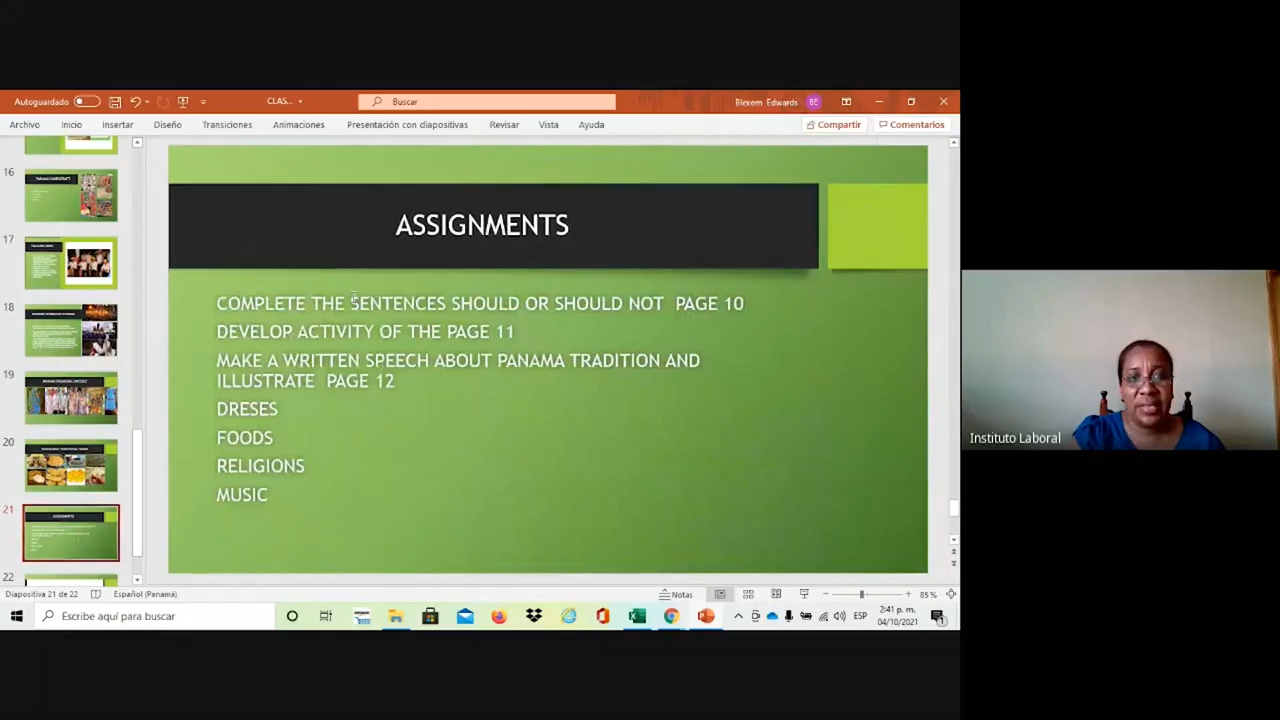 Autoguardado
CLAS...
Buscar
Blexem Edwards BE
Archivo Inicio Insertar Diseño Transiciones Animaciones Presentación con diapositivas Revisar Vista Ayuda Compartir Comentarios
16
17
18
19
20
21
22
ASSIGNMENTS
COMPLETE THE SENTENCES SHOULD OR SHOULD NOT PAGE 10
DEVELOP ACTIVITY OF THE PAGE 11
MAKE A WRITTEN SPEECH ABOUT PANAMA TRADITION AND
ILLUSTRATE PAGE 12
DRESES
FOODS
RELIGIONS
MUSIC
Instituto Laboral
Diapositiva 21 de 22 Español (Panamá) Notas 85 %
Escribe aquí para buscar
ESP
2:41 p. m.
04/10/2021